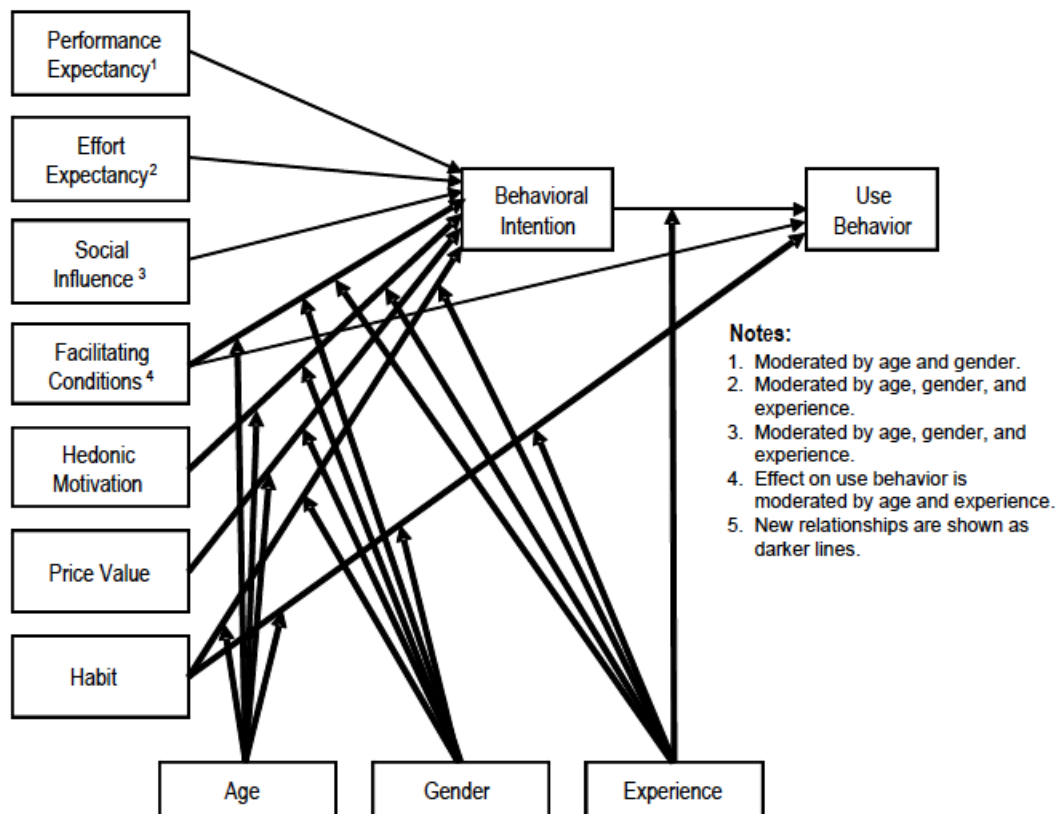 Performance
Expectancy1
Effort
Expectancy2
Social
Influence 3
Facilitating
Conditions 4
Hedonic
Motivation
Price Value
Habit
Behavioral
Intention
Use
Behavior
Notes:
1. Moderated by age and gender.
2. Moderated by age, gender, and
experience.
3. Moderated by age, gender, and
experience.
4. Effect on use behavior is
moderated by age and experience.
5. New relationships are shown as
darker lines.
Age
Gender
Experience